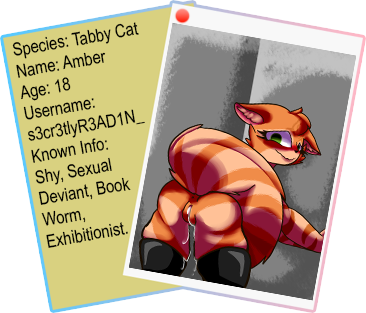 Species: Tabby Cat
Name: Amber
Age: 18
Username:
s3cr3tlyR3AD1N_
Known Info:
Shy, Sexual
Deviant, Book
Worm,
Exhibitionist.